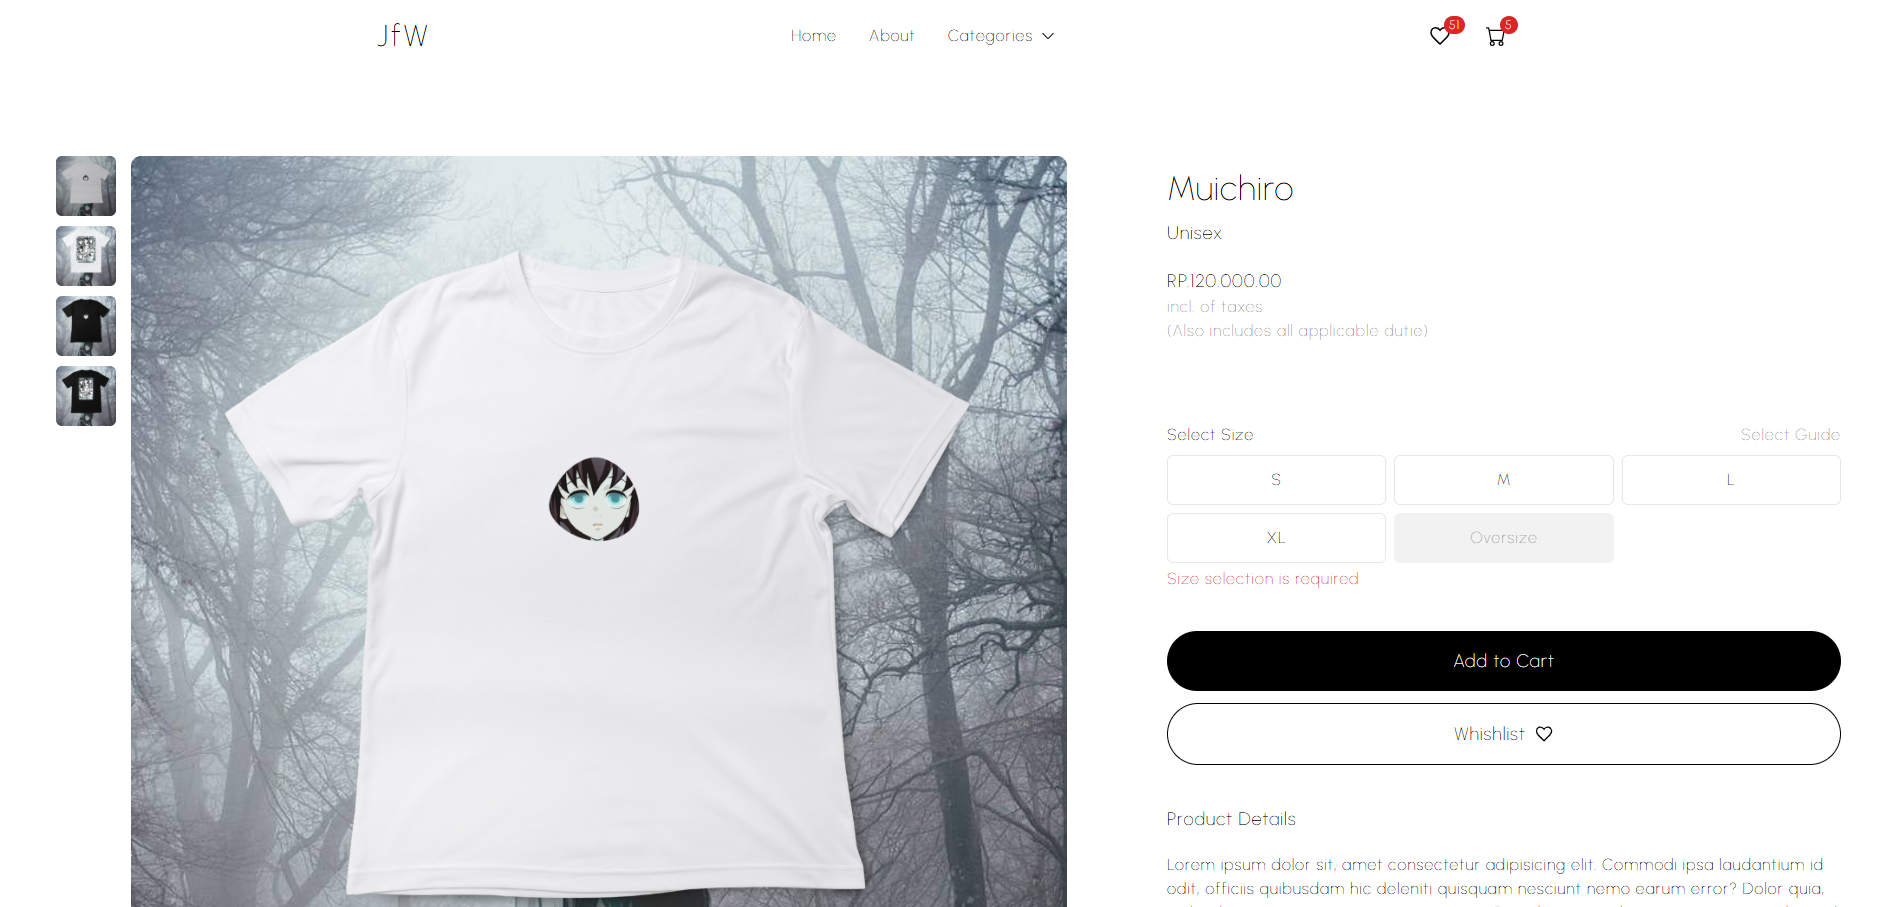 JfW
Home About Categories
51 5
Muichiro
Unisex
RP.120.000.00
incl. of taxes
(Also includes all applicable dutie)
Select Size Select Guide
S M L
XL Oversize
Size selection is required
Add to Cart
Whishlist
Product Details
Lorem ipsum dolor sit, amet consectetur adipisicing elit. Commodi ipsa laudantium id
odit, officiis quibusdam hic deleniti quisquam nesciunt nemo earum error? Dolor quia,